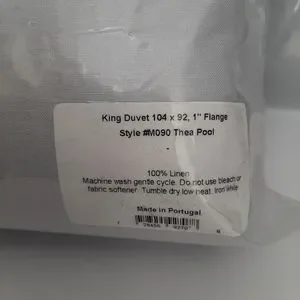 King Duvet 104 x 92, 1" Flange
Style #M090 Thea Pool
-
100% Linen
Machine wash gentle cycle. Do not use bleach or
fabric softener. Tumble dry low heat. Iron while
Made in Portugal